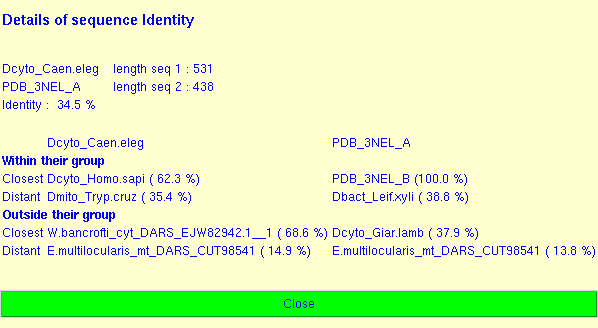 Details of sequence Identity
Dcyto_Caen.eleg length seq 1 : 531
PDB_3NEL_A length seq 2 : 438
Identity : 34.5 %
Dcyto_Caen.eleg PDB_3NEL_A
Within their group
Closest Dcyto_Homo.sapi ( 62.3 %) PDB_3NEL_B (100.0 %)
Distant Dmito_Tryp.cruz ( 35.4 %) Dbact_Leif.xyli ( 38.8 %)
Outside their group
Closest W.bancrofti_cyt_DARS_EJW82942.1__1 ( 68.6 %) Dcyto_Giar.lamb ( 37.9 %)
Distant E.multilocularis_mt_DARS_CUT98541 ( 14.9 %) E.multilocularis_mt_DARS_CUT98541 ( 13.8 %)
Close